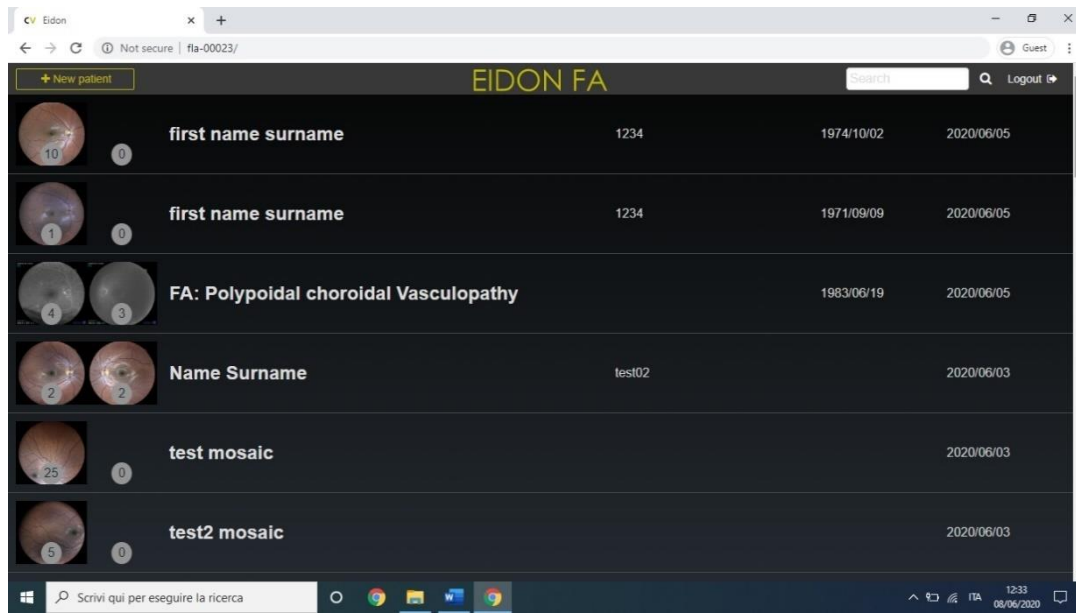 CV Eidon
Not secure | fla-00023/
Guest
+ New patient
EIDON FA
Search
Logout
10
0
first name surname
1234
1974/10/02
2020/06/05
1
0
first name surname
1234
1971/09/09
2020/06/05
4
3
FA: Polypoidal choroidal Vasculopathy
1983/06/19
2020/06/05
2
2
Name Surname
test02
2020/06/03
25
0
test mosaic
2020/06/03
5
0
test2 mosaic
2020/06/03
Scrivi qui per eseguire la ricerca
ITA
12:33
08/06/2020